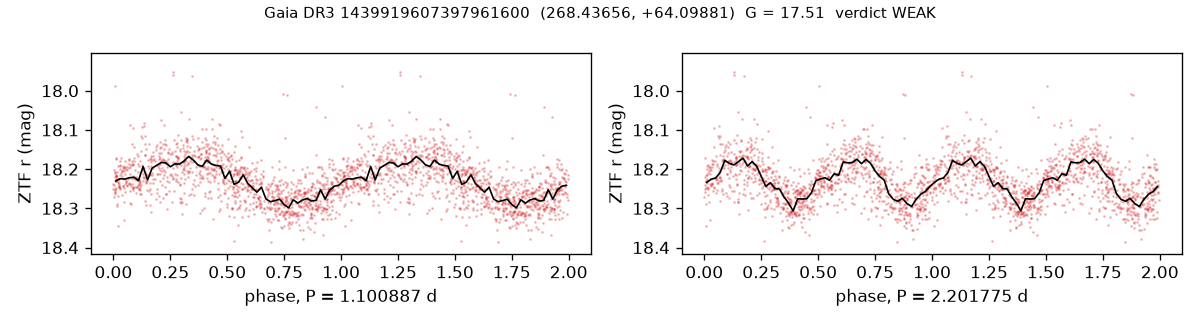 Gaia DR3 1439919607397961600 (268.43656, +64.09881) G = 17.51 verdict WEAK
ZTF r (mag)
18.0
18.1
18.2
18.3
18.4
0.00 0.25 0.50 0.75 1.00 1.25 1.50 1.75 2.00
phase, P = 1.100887 d
ZTF r (mag)
18.0
18.1
18.2
18.3
18.4
0.00 0.25 0.50 0.75 1.00 1.25 1.50 1.75 2.00
phase, P = 2.201775 d